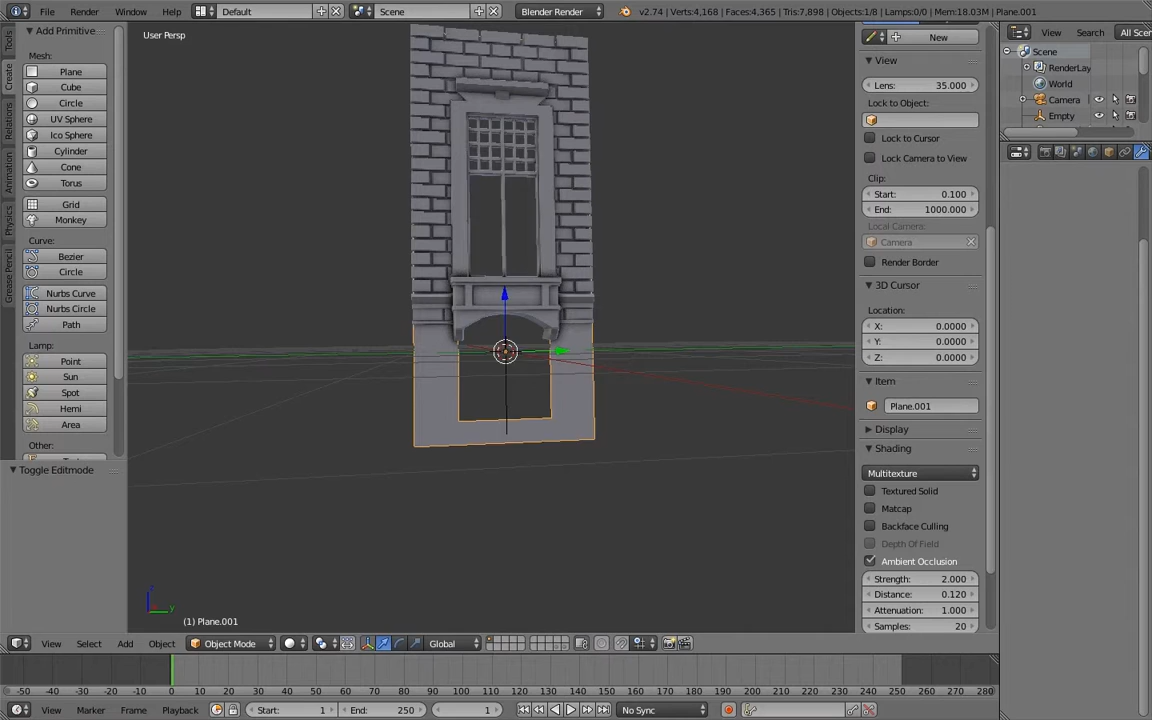 File Render Window Help Default Scene Blender Render v2.74 | Verts:4,168 | Faces:4,365 | Tris:7,898 | Objects:1/8 | Lamps:0/0 | Mem:18.03M | Plane.001
Add Primitive
Mesh:
Plane
Cube
Circle
UV Sphere
Ico Sphere
Cylinder
Cone
Torus
Grid
Monkey
Curve:
Bezier
Circle
Nurbs Curve
Nurbs Circle
Path
Lamp:
Point
Sun
Spot
Hemi
Area
Other:
Toggle Editmode
Tools
Create
Relations
Animation
Physics
Grease Pencil
User Persp
z
y
(1) Plane.001
New
View
Lens: 35.000
Lock to Object:
Lock to Cursor
Lock Camera to View
Clip:
Start: 0.100
End: 1000.000
Local Camera:
Camera
Render Border
3D Cursor
Location:
X: 0.0000
Y: 0.0000
Z: 0.0000
Item
Plane.001
Display
Shading
Multitexture
Textured Solid
Matcap
Backface Culling
Depth Of Field
Ambient Occlusion
Strength: 2.000
Distance: 0.120
Attenuation: 1.000
Samples: 20
View Search All Scen
Scene
RenderLay
World
Camera
Empty
View Select Add Object Object Mode Global
-50 -40 -30 -20 -10 0 10 20 30 40 50 60 70 80 90 100 110 120 130 140 150 160 170 180 190 200 210 220 230 240 250 260 270 280
View Marker Frame Playback Start: 1 End: 250 1 No Sync